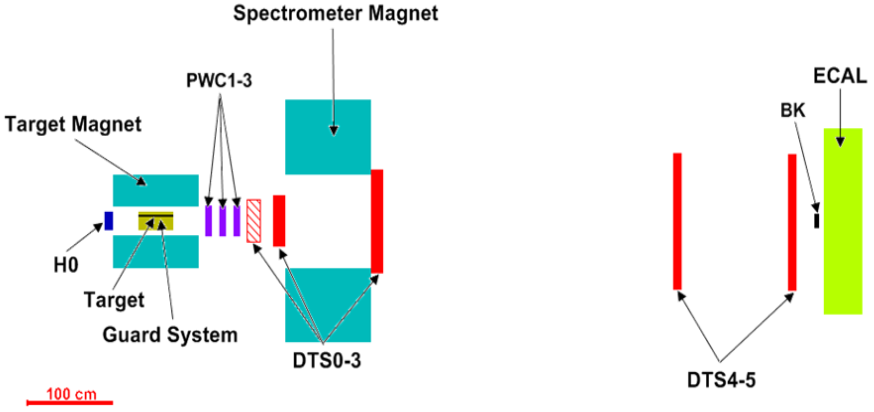 Spectrometer Magnet
PWC1-3
ECAL
BK
Target Magnet
H0
Target
Guard System
DTS0-3
DTS4-5
100 cm